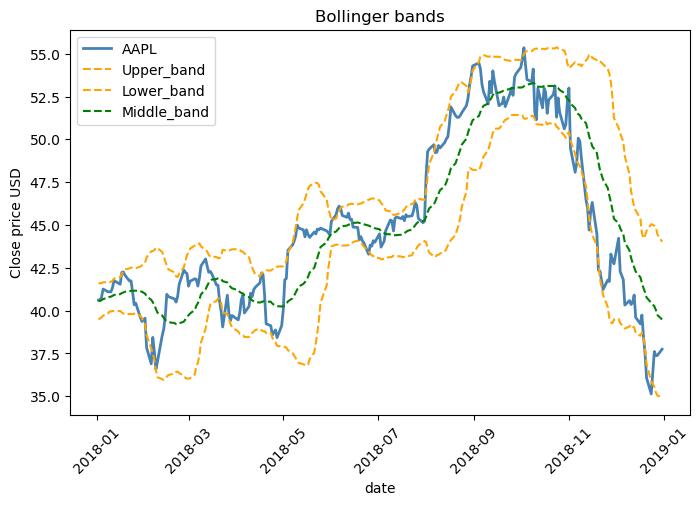 Bollinger bands
AAPL
Upper_band
Lower_band
Middle_band
Close price USD
55.0
52.5
50.0
47.5
45.0
42.5
40.0
37.5
35.0
2018-01
2018-03
2018-05
2018-07
2018-09
2018-11
2019-01
date